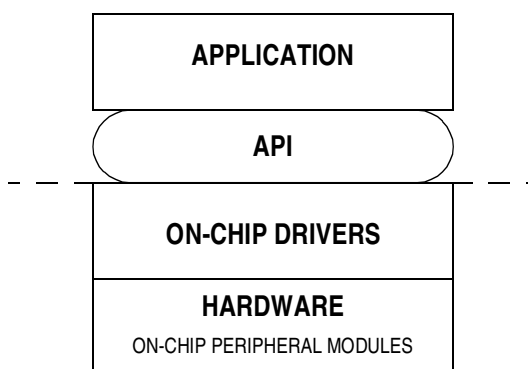 APPLICATION
API
ON-CHIP DRIVERS
HARDWARE
ON-CHIP PERIPHERAL MODULES